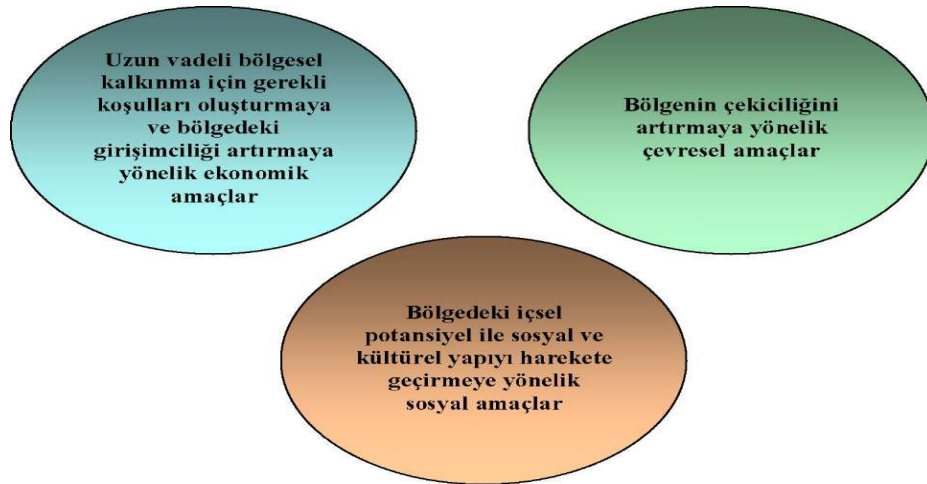 Uzun vadeli bölgesel
kalkınma için gerekli
koşulları oluşturmaya
ve bölgedeki
girişimciliği artırmaya
yönelik ekonomik
amaçlar
Bölgenin çekiciliğini
artırmaya yönelik
çevresel amaçlar
Bölgedeki içsel
potansiyel ile sosyal ve
kültürel yapıyı harekete
geçirmeye yönelik
sosyal amaçlar